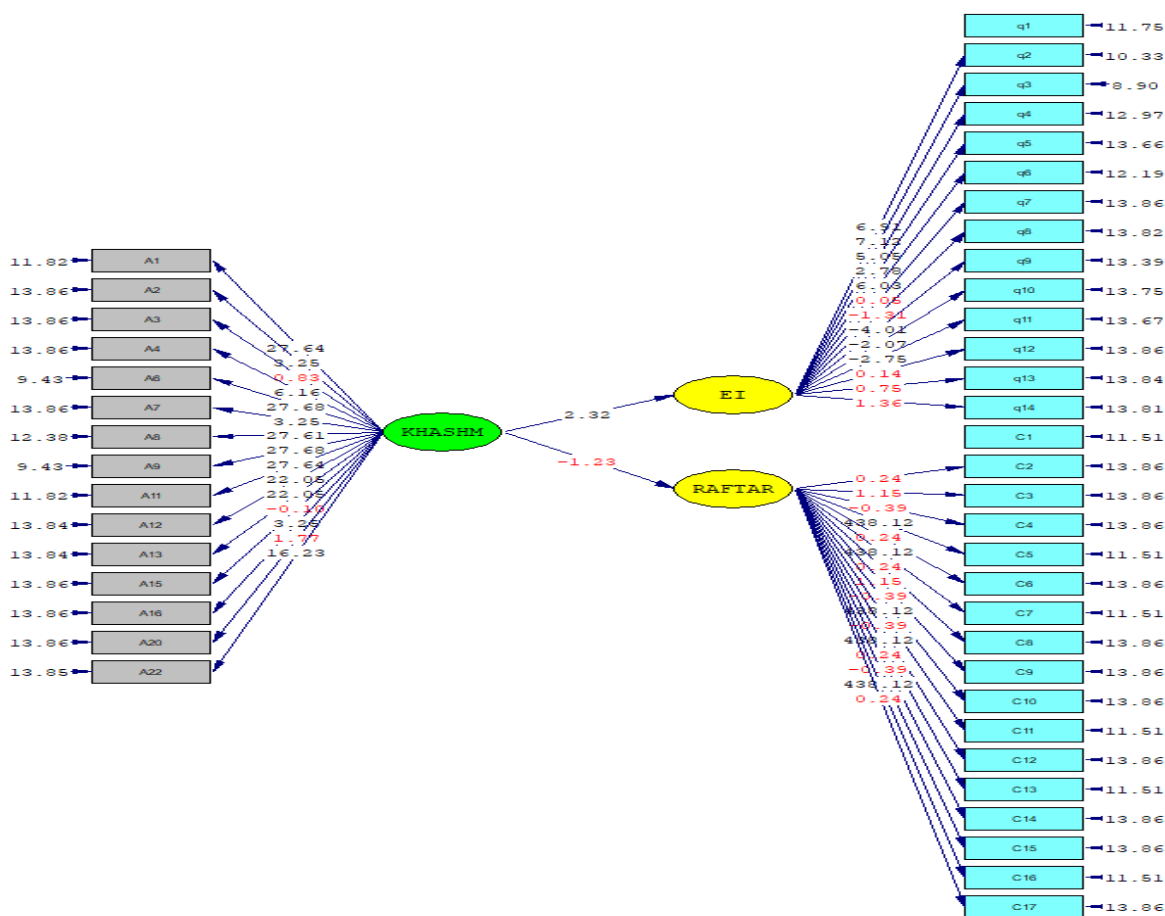 q1 11.75
q2 10.33
q3 8.90
q4 12.97
q5 13.66
q6 12.19
q7 13.86
q8 13.82
q9 13.39
q10 13.75
q11 13.67
q12 13.86
q13 13.84
q14 13.81
C1 11.51
C2 13.86
C3 13.86
C4 13.86
C5 11.51
C6 13.86
C7 11.51
C8 13.86
C9 13.86
C10 13.86
C11 11.51
C12 13.86
C13 11.51
C14 13.86
C15 13.86
C16 11.51
C17 13.86
6.91
7.13
5.05
2.78
6.03
0.05
-1.31
-4.01
-2.07
-2.75
0.14
0.75
1.36
EI
2.32
KHASHM
-1.23
RAFTAR
0.24
1.15
-0.39
438.12
0.24
438.12
0.24
1.15
-0.39
438.12
-0.39
438.12
0.24
-0.39
438.12
0.24
11.82 A1
13.86 A2
13.86 A3
13.86 A4
9.43 A6
13.86 A7
12.38 A8
9.43 A9
11.82 A11
13.84 A12
13.84 A13
13.86 A15
13.86 A16
13.86 A20
13.85 A22
27.64
3.25
0.83
6.16
27.68
3.25
27.61
27.68
27.64
22.05
22.05
-0.10
3.25
1.77
16.23